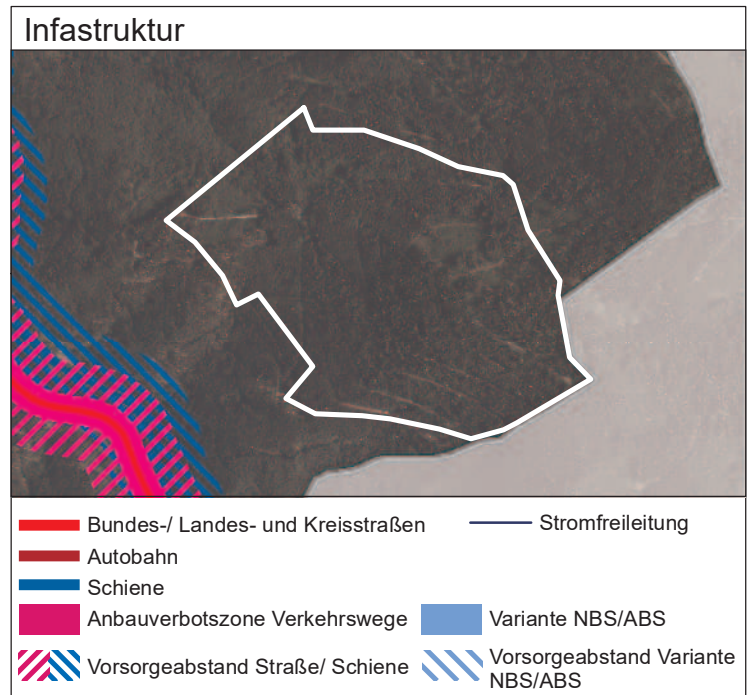 Infastruktur
Bundes-/ Landes- und Kreisstraßen
Stromfreileitung
Autobahn
Schiene
Anbauverbotszone Verkehrswege
Variante NBS/ABS
Vorsorgeabstand Straße/ Schiene
Vorsorgeabstand Variante
NBS/ABS